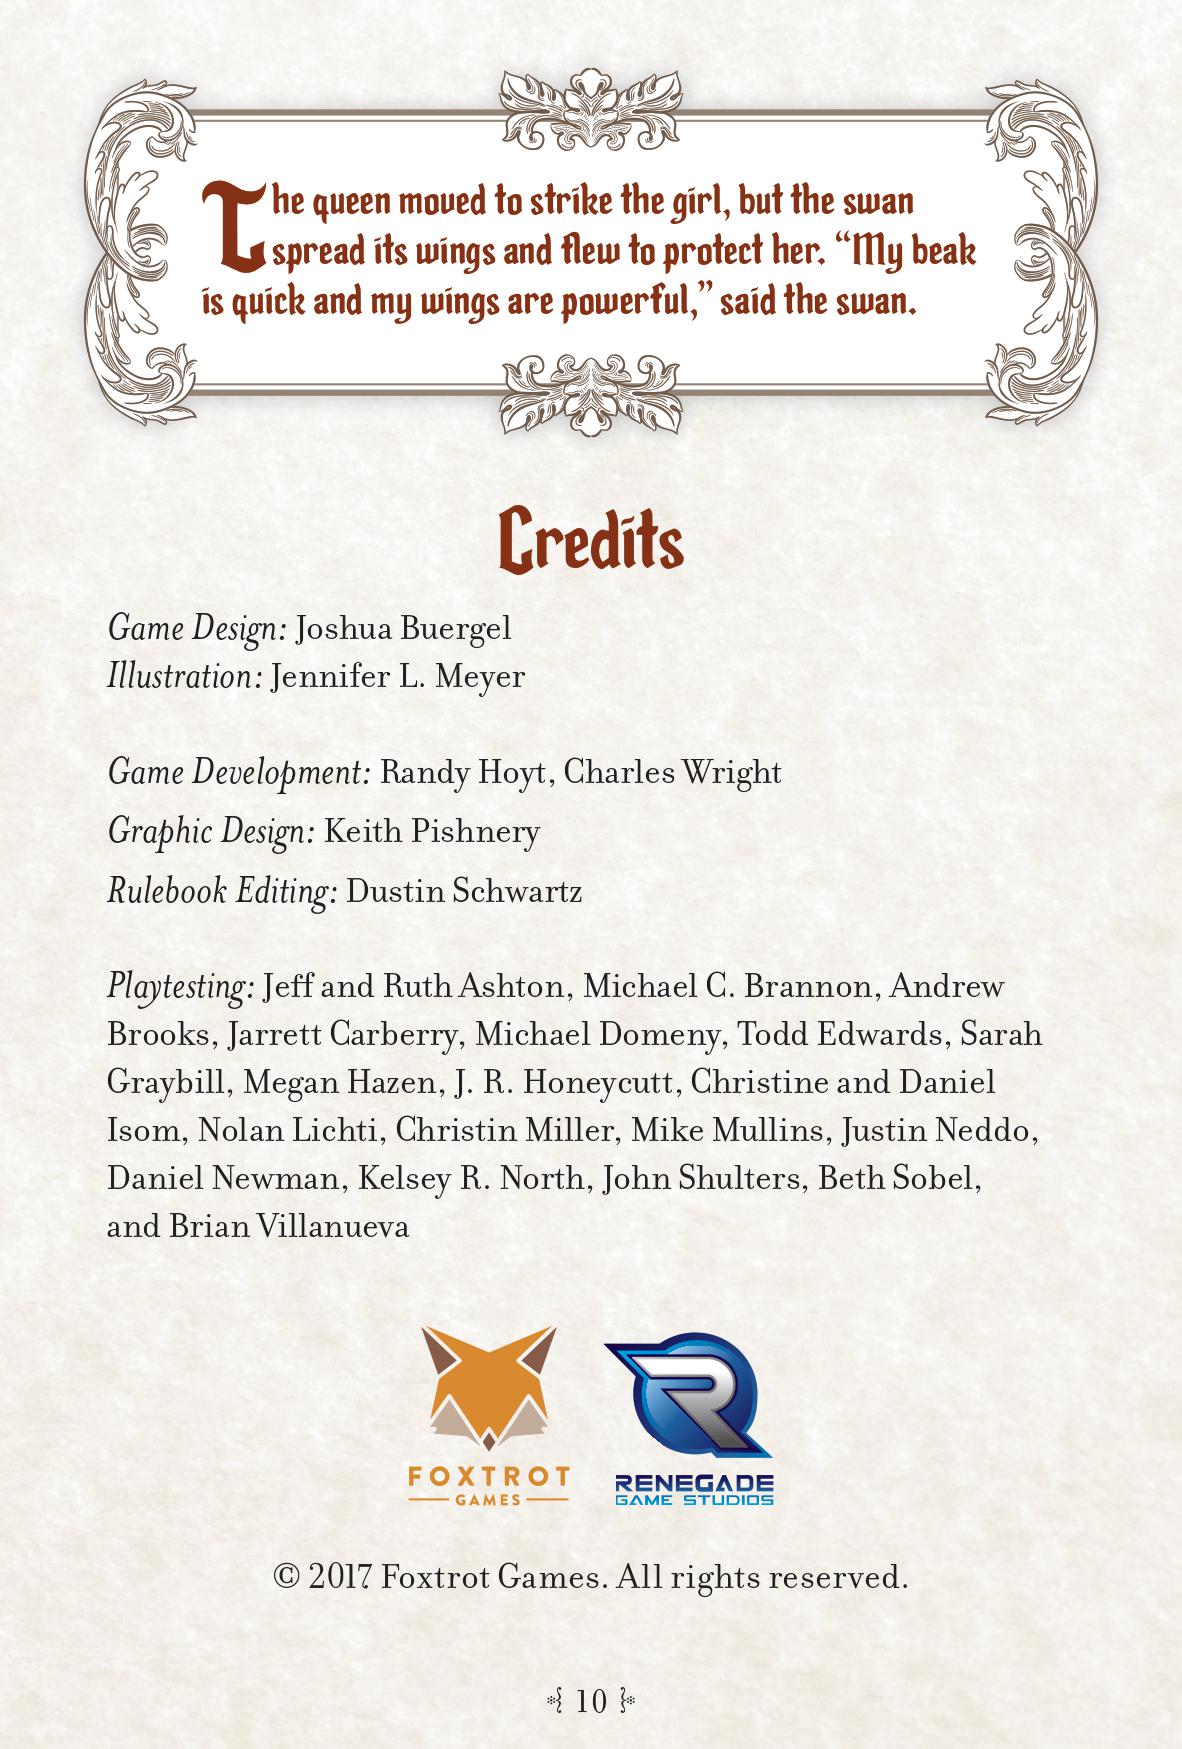 The queen moved to strike the girl, but the swan
spread its wings and flew to protect her. “My beak
is quick and my wings are powerful,” said the swan.
Credits
Game Design: Joshua Buergel
Illustration: Jennifer L. Meyer
Game Development: Randy Hoyt, Charles Wright
Graphic Design: Keith Pishnery
Rulebook Editing: Dustin Schwartz
Playtesting: Jeff and Ruth Ashton, Michael C. Brannon, Andrew
Brooks, Jarrett Carberry, Michael Domeny, Todd Edwards, Sarah
Graybill, Megan Hazen, J. R. Honeycutt, Christine and Daniel
Isom, Nolan Lichti, Christin Miller, Mike Mullins, Justin Neddo,
Daniel Newman, Kelsey R. North, John Shulters, Beth Sobel,
and Brian Villanueva
FOXTROT
GAMES
R
RENEGADE
GAME STUDIOS
© 2017 Foxtrot Games. All rights reserved.
10